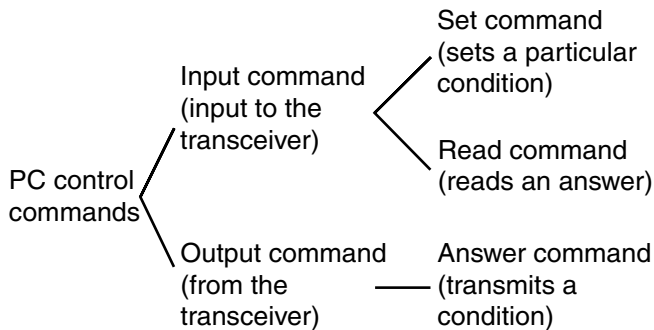 PC control
commands
Input command
(input to the
transceiver)
Set command
(sets a particular
condition)
Read command
(reads an answer)
Output command
(from the
transceiver)
Answer command
(transmits a
condition)